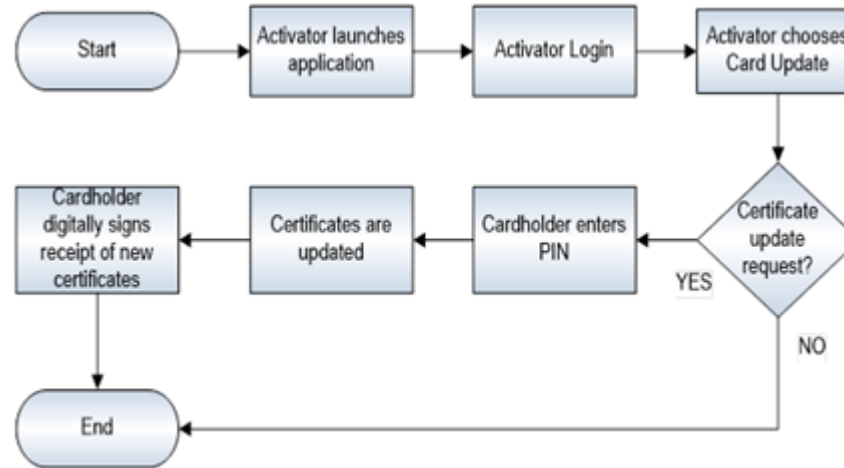 Start
Activator launches
application
Activator Login
Activator chooses
Card Update
Certificate
update
request?
YES
NO
Cardholder enters
PIN
Certificates are
updated
Cardholder
digitally signs
receipt of new
certificates
End